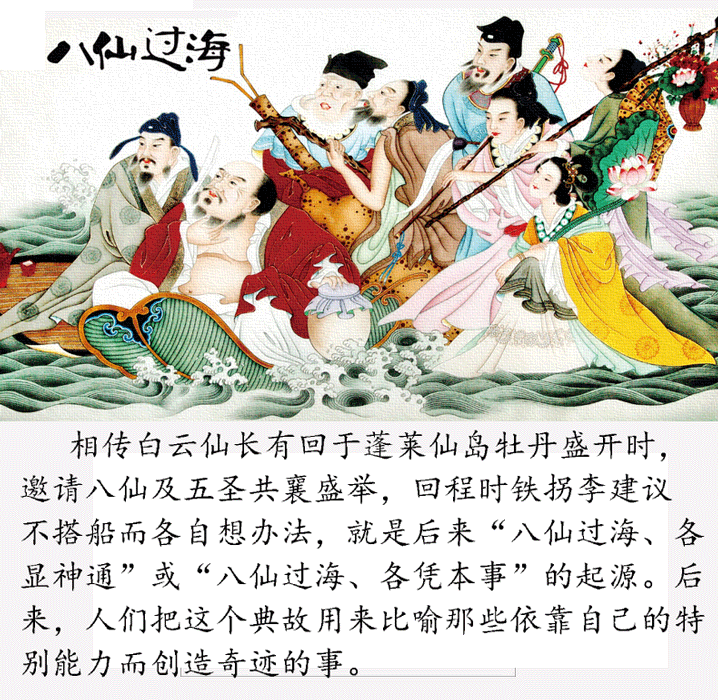 八仙过海
相传白云仙长有回于蓬莱仙岛牡丹盛开时，
邀请八仙及五圣共襄盛举，回程时铁拐李建议
不搭船而各自想办法，就是后来“八仙过海、各
显神通”或“八仙过海、各凭本事”的起源。后
来，人们把这个典故用来比喻那些依靠自己的特
别能力而创造奇迹的事。